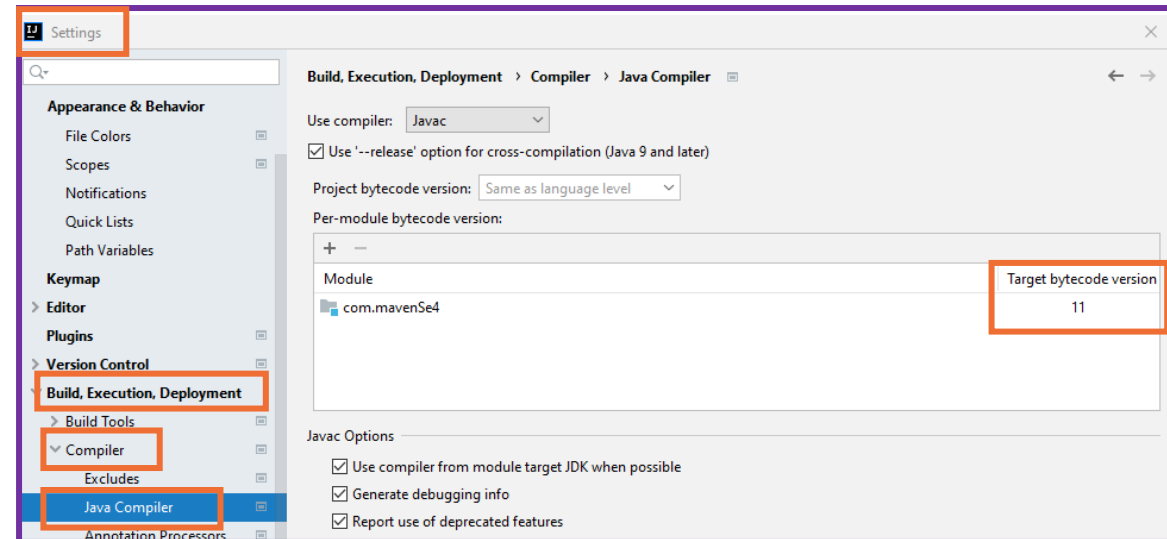 Settings
Appearance & Behavior
File Colors
Scopes
Notifications
Quick Lists
Path Variables
Keymap
Editor
Plugins
Version Control
Build, Execution, Deployment
Build Tools
Compiler
Excludes
Java Compiler
Annotation Processors
Build, Execution, Deployment › Compiler › Java Compiler
Use compiler: Javac
Use '--release' option for cross-compilation (Java 9 and later)
Project bytecode version: Same as language level
Per-module bytecode version:
+ −
Module Target bytecode version
com.mavenSe4 11
Javac Options
Use compiler from module target JDK when possible
Generate debugging info
Report use of deprecated features